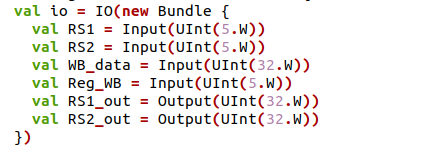 val io = IO(new Bundle {
val RS1 = Input(UInt(5.W))
val RS2 = Input(UInt(5.W))
val WB_data = Input(UInt(32.W))
val Reg_WB = Input(UInt(5.W))
val RS1_out = Output(UInt(32.W))
val RS2_out = Output(UInt(32.W))
})